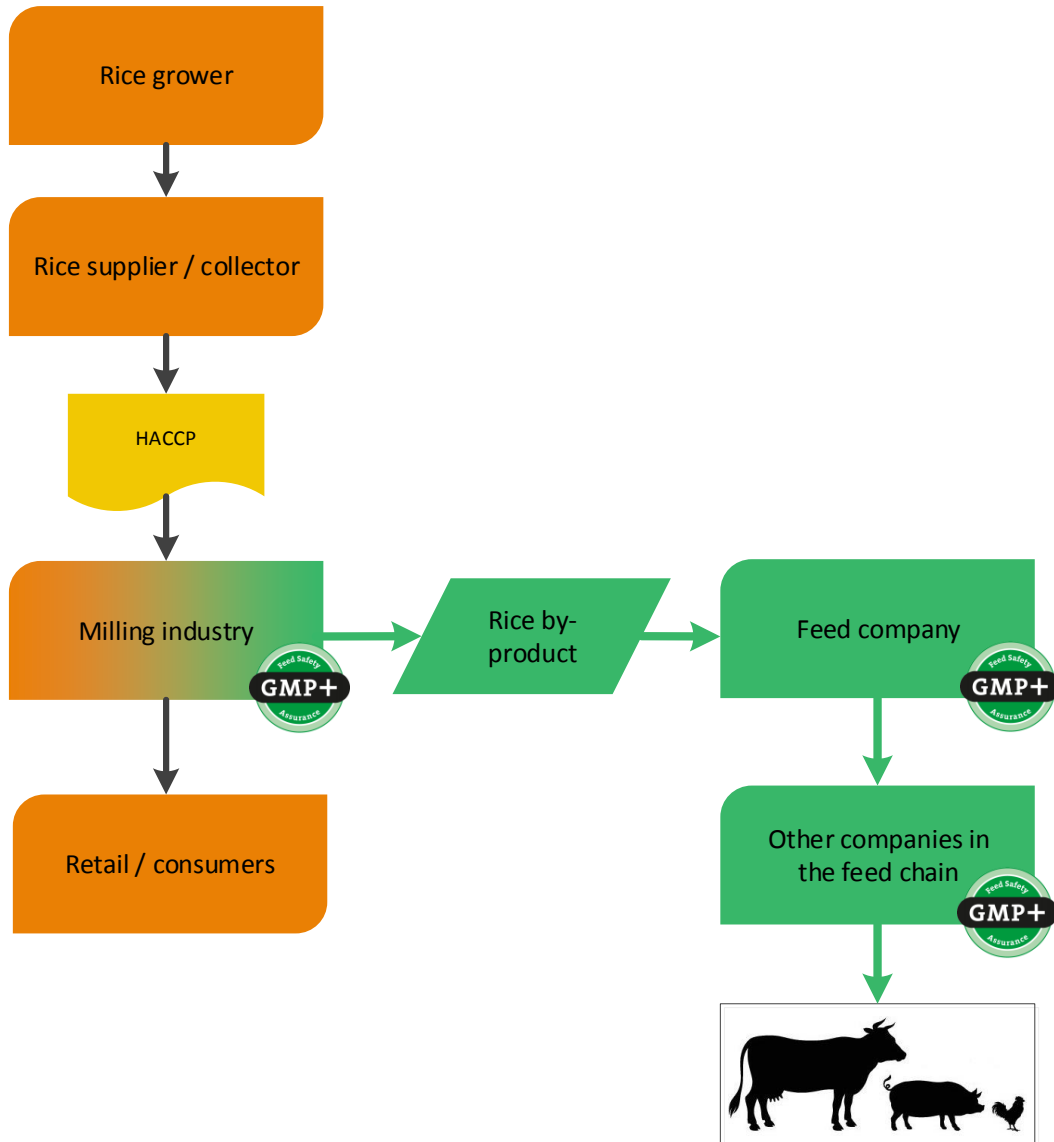 Rice grower
Rice supplier / collector
HACCP
Milling industry
Feed Safety
GMP+
Assurance
Rice by-
product
Feed company
Feed Safety
GMP+
Assurance
Retail / consumers
Other companies in
the feed chain
Feed Safety
GMP+
Assurance